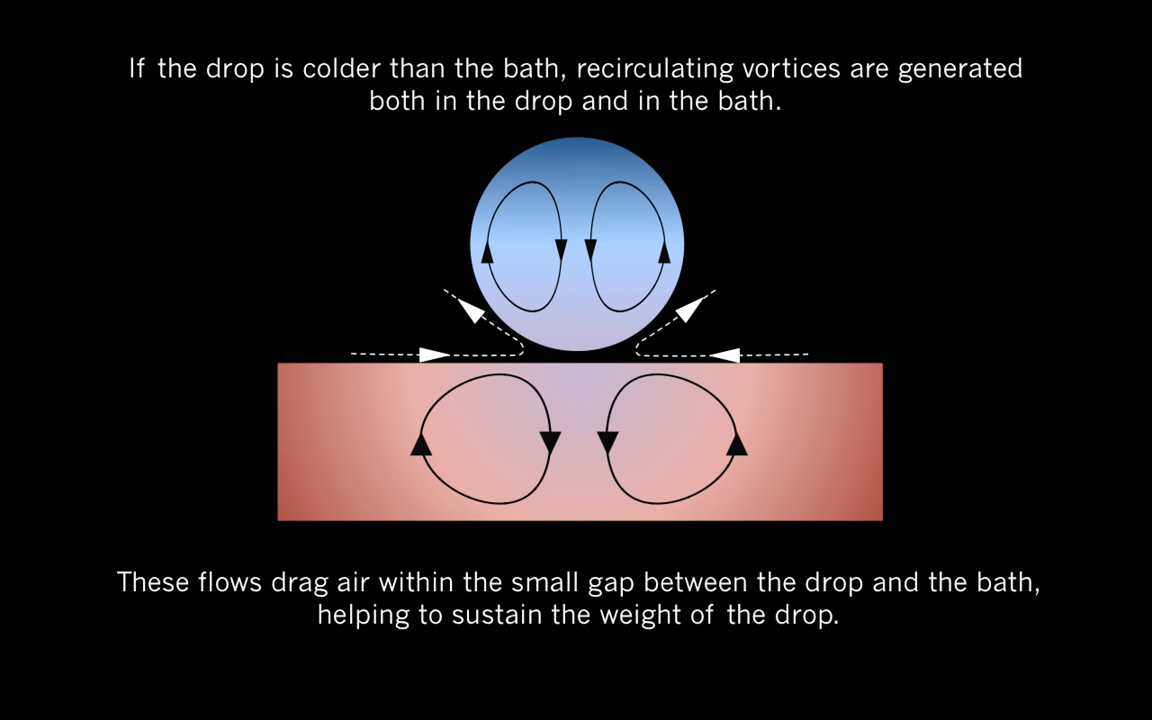 If the drop is colder than the bath, recirculating vortices are generated
both in the drop and in the bath.
These flows drag air within the small gap between the drop and the bath,
helping to sustain the weight of the drop.